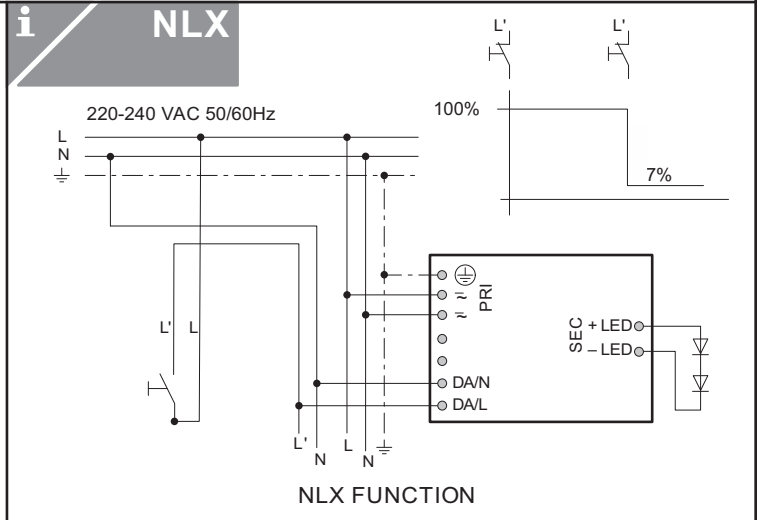 i
NLX
L' L'
220-240 VAC 50/60Hz
100%
7%
L
N
PRI
~
~
SEC
+ LED
– LED
L' L
DA/N
DA/L
L' N L N
NLX FUNCTION